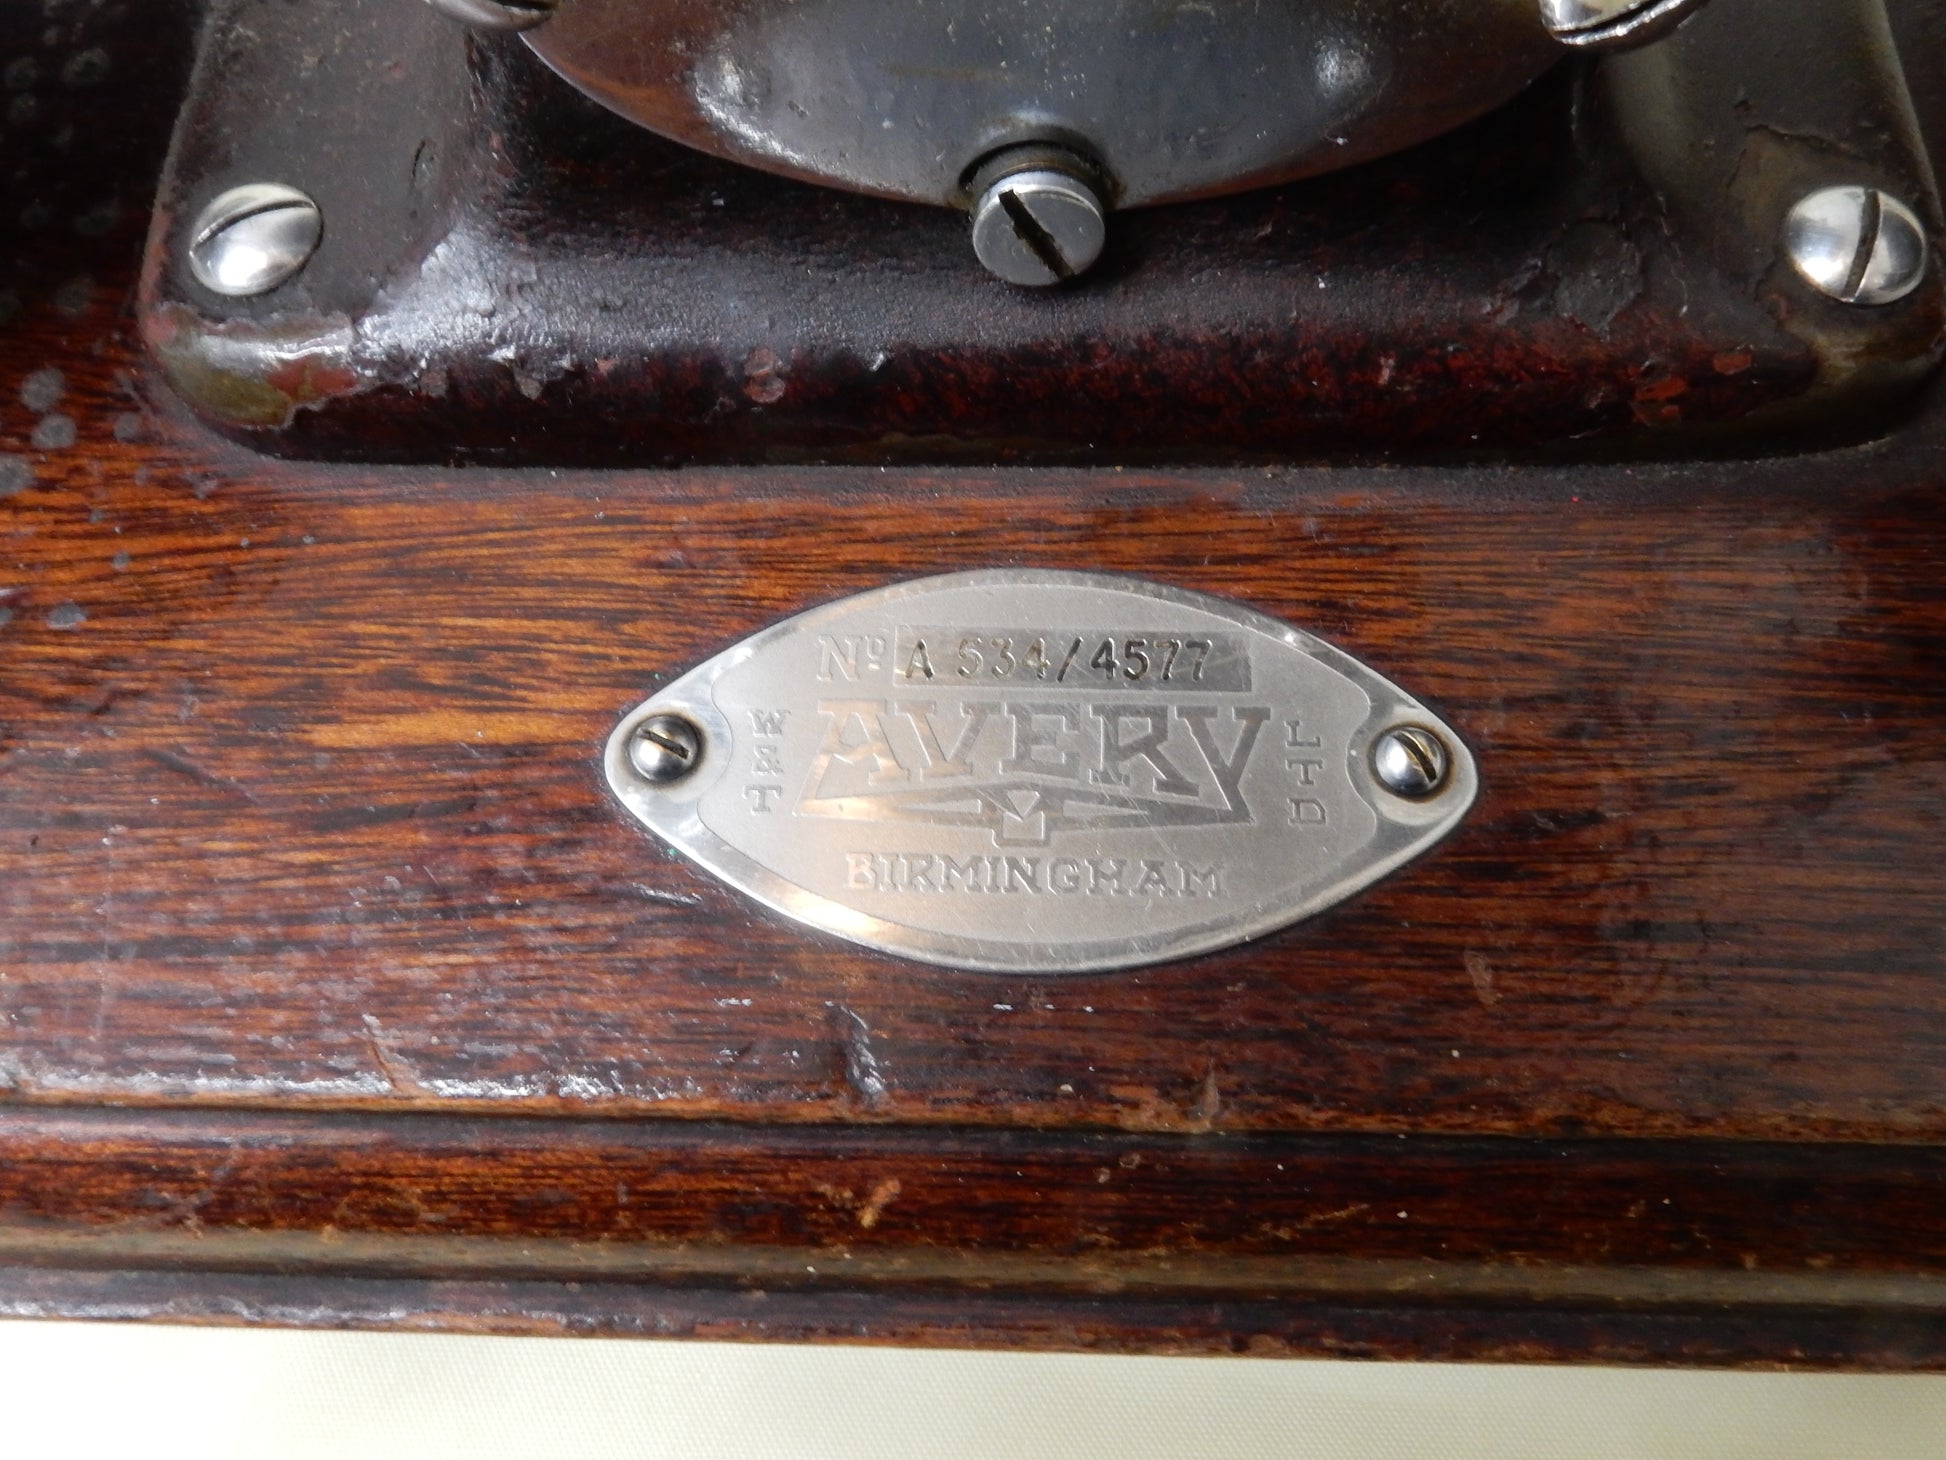 Nº A 534/4577
W & T
AVERY
LTD
BIRMINGHAM